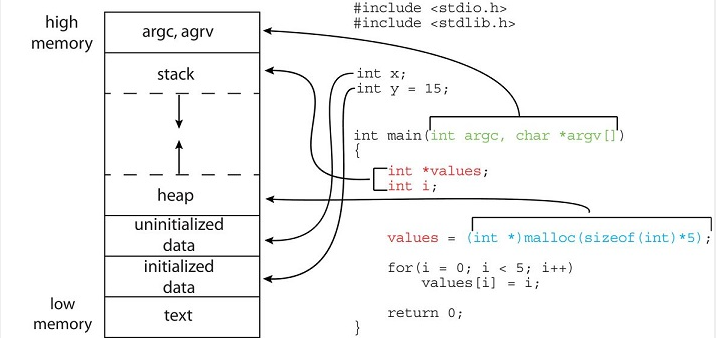 high
memory
argc, agrv
stack
heap
uninitialized
data
initialized
data
low
memory
text
#include <stdio.h>
#include <stdlib.h>
int x;
int y = 15;
int main(int argc, char *argv[])
{
int *values;
int i;
values = (int *)malloc(sizeof(int)*5);
for(i = 0; i < 5; i++)
values[i] = i;
return 0;
}